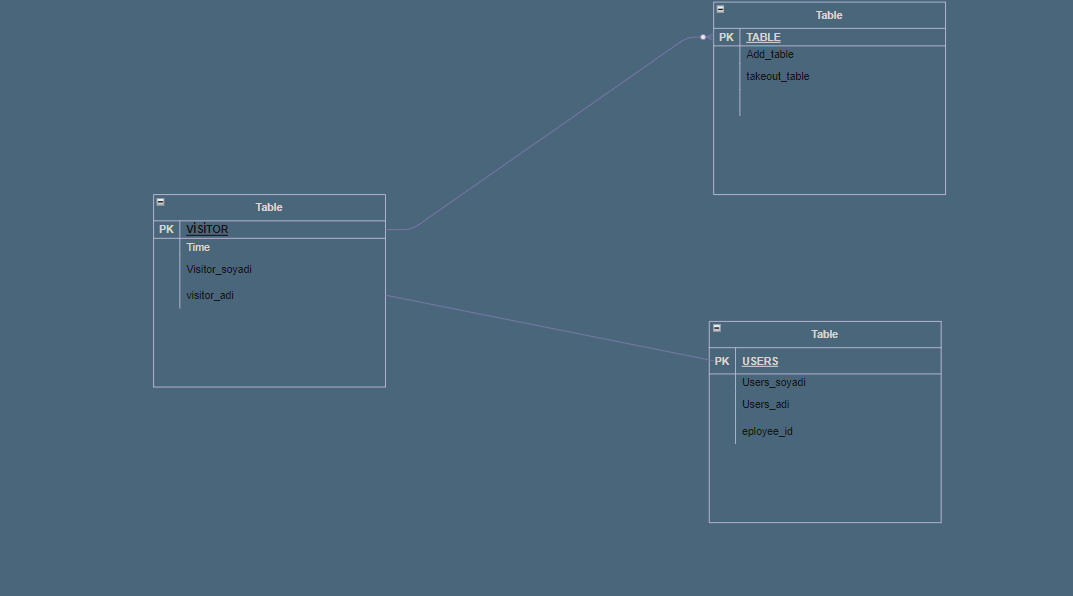 Table
PK TABLE
Add_table
takeout_table
Table
PK VİSİTOR
Time
Visitor_soyadi
visitor_adi
Table
PK USERS
Users_soyadi
Users_adi
eployee_id